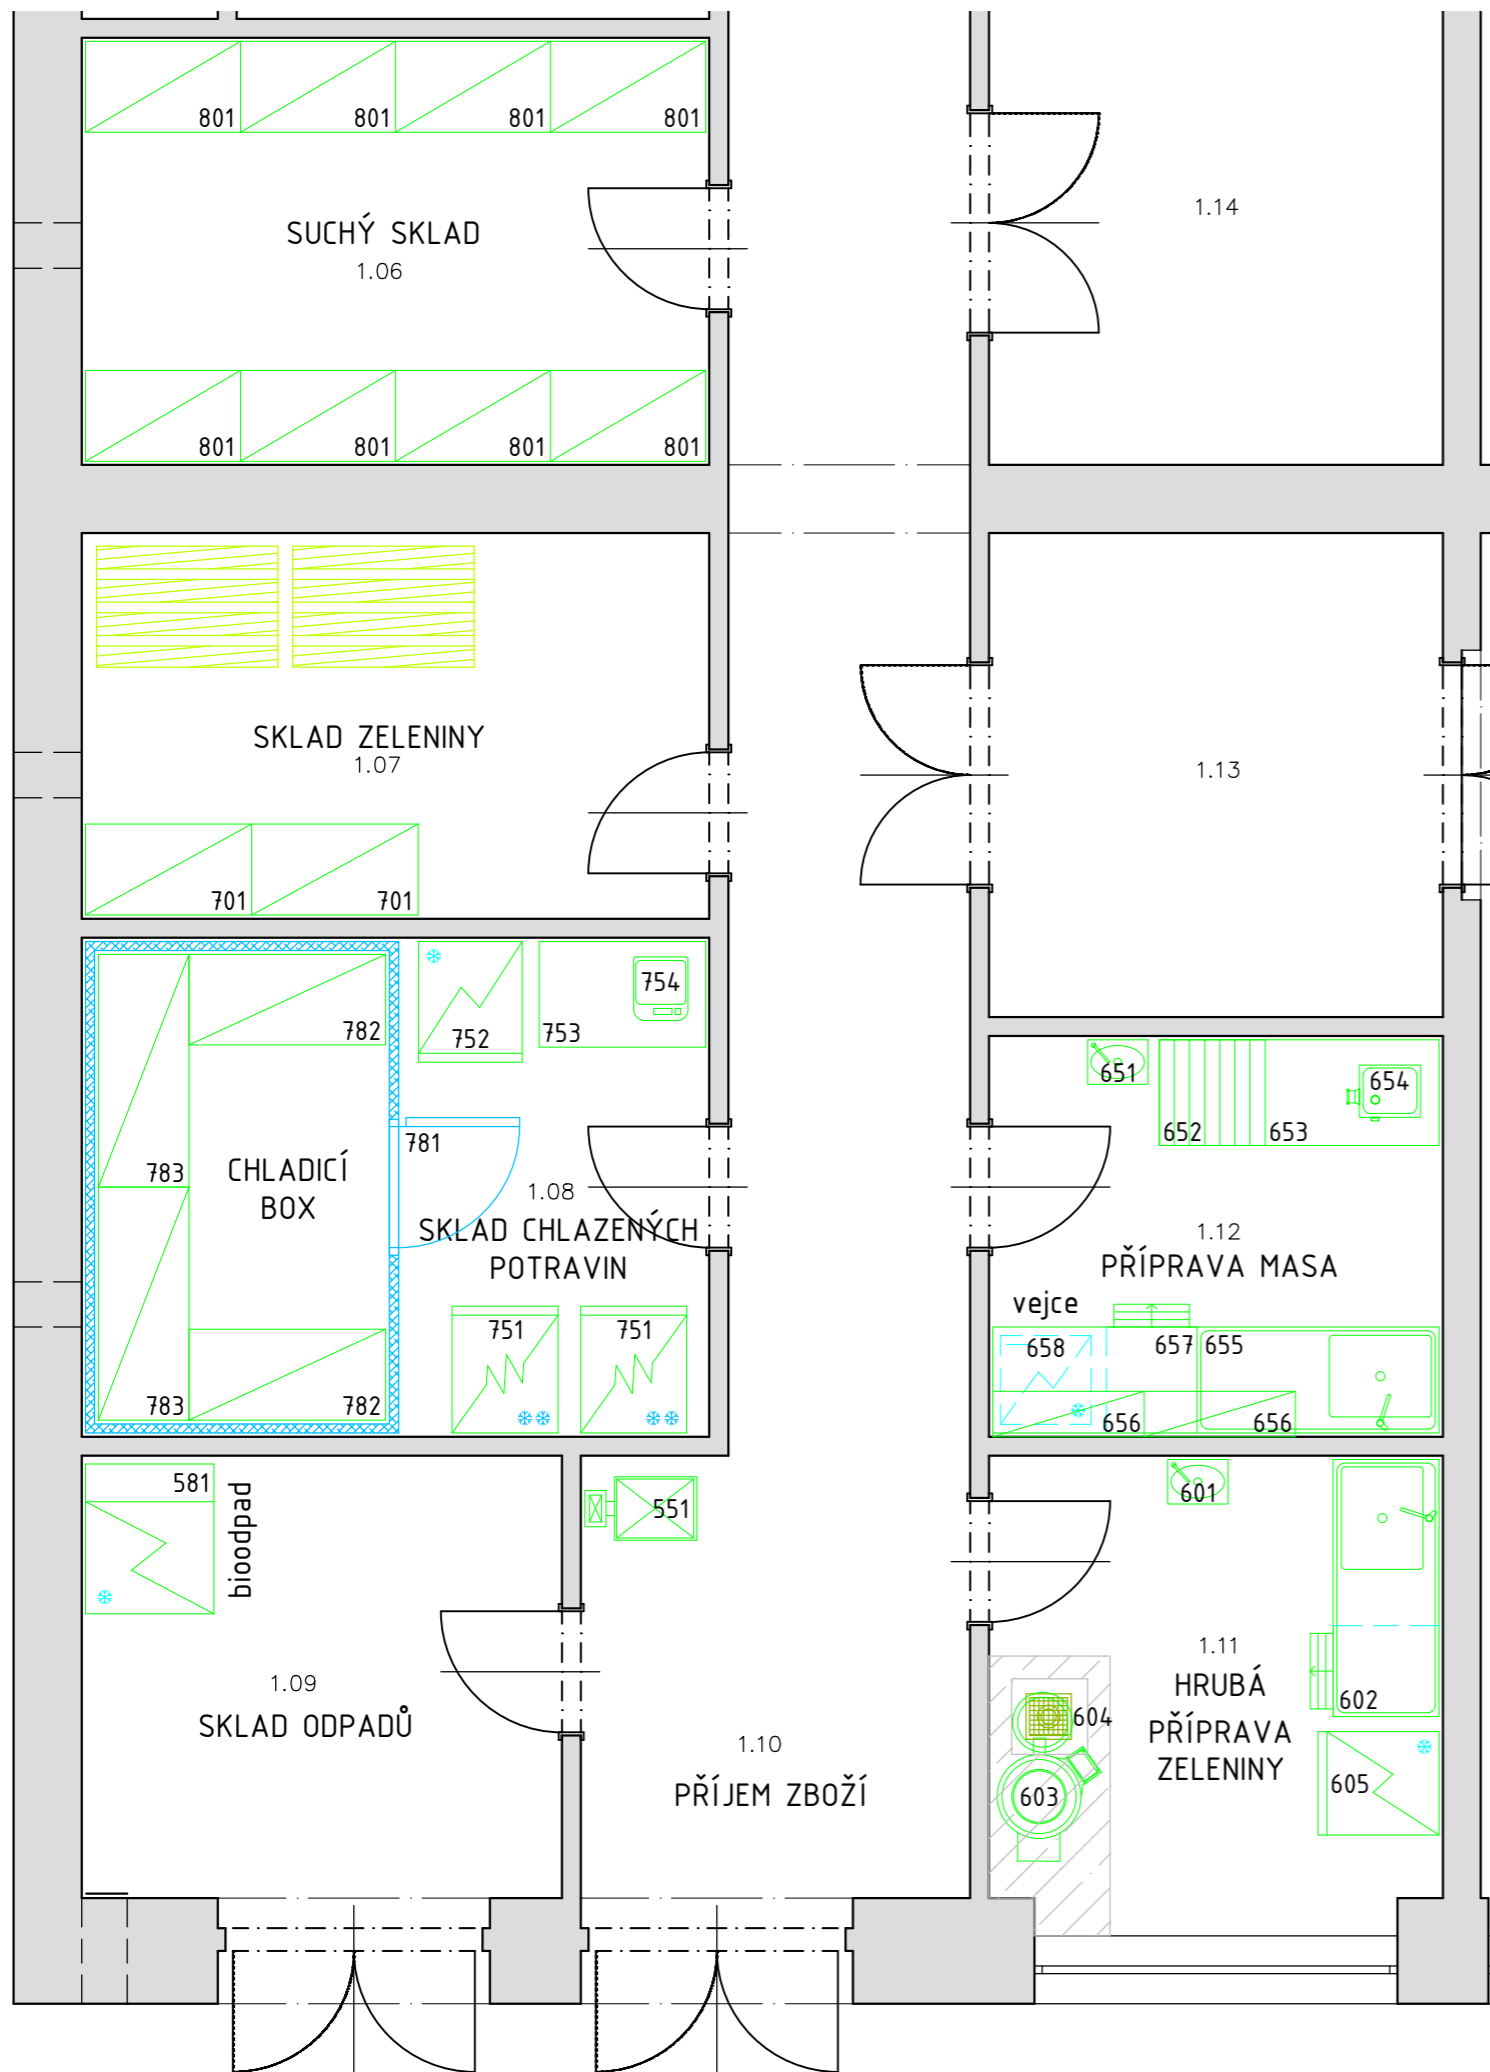 801 801 801 801
SUCHÝ SKLAD
1.06
1.14
801 801 801 801
SKLAD ZELENINY
1.07
1.13
701 701
752 753 754
782
781
783
CHLADICÍ
BOX
1.08
SKLAD CHLAZENÝCH
POTRAVIN
751 751
783 782
651
652 653 654
1.12
PŘÍPRAVA MASA
vejce
658 657 655
656 656
581
bioodpad
551
601
1.09
SKLAD ODPADŮ
1.10
PŘÍJEM ZBOŽÍ
1.11
HRUBÁ
PŘÍPRAVA
ZELENINY
602
604
603
605